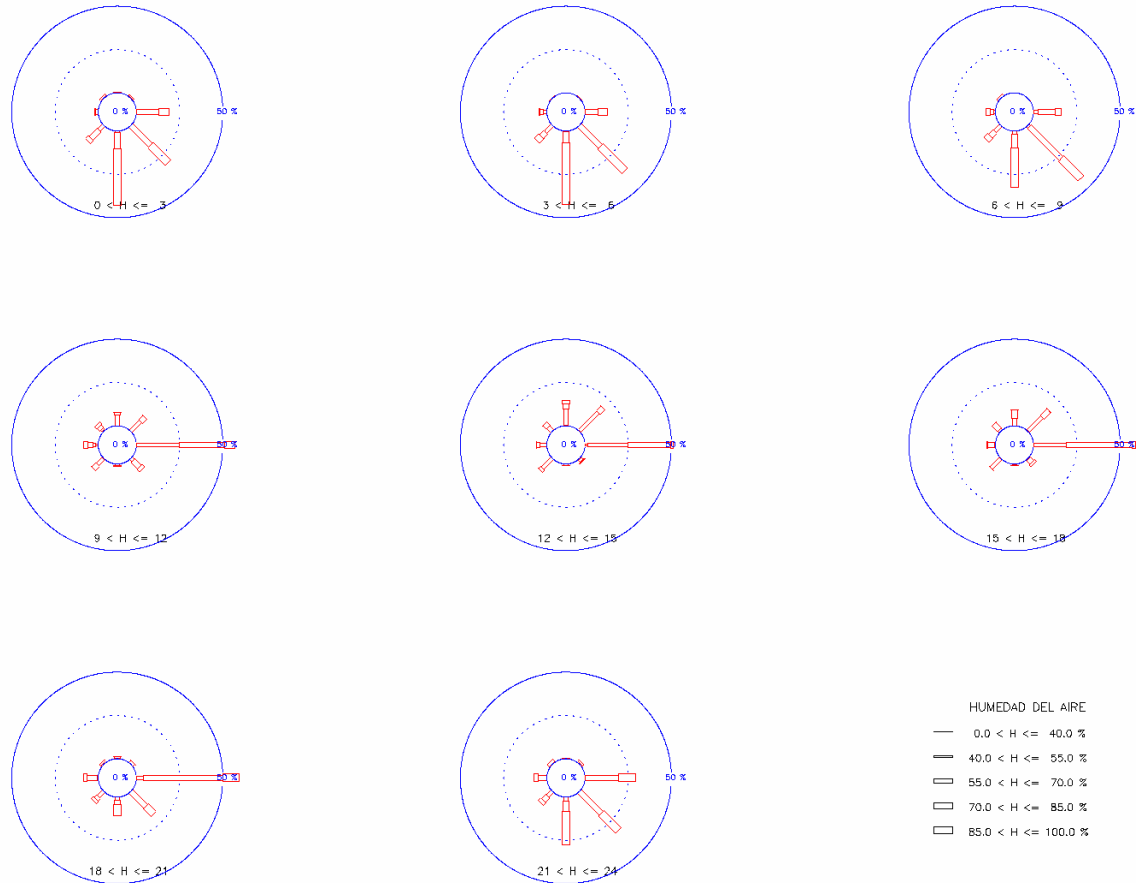 0 % 50 %
0 < H <= 3
0 % 50 %
3 < H <= 6
0 % 50 %
6 < H <= 9
0 % 50 %
9 < H <= 12
0 % 50 %
12 < H <= 15
0 % 50 %
15 < H <= 18
0 % 50 %
18 < H <= 21
0 % 50 %
21 < H <= 24
HUMEDAD DEL AIRE
0.0 < H <= 40.0 %
40.0 < H <= 55.0 %
55.0 < H <= 70.0 %
70.0 < H <= 85.0 %
85.0 < H <= 100.0 %